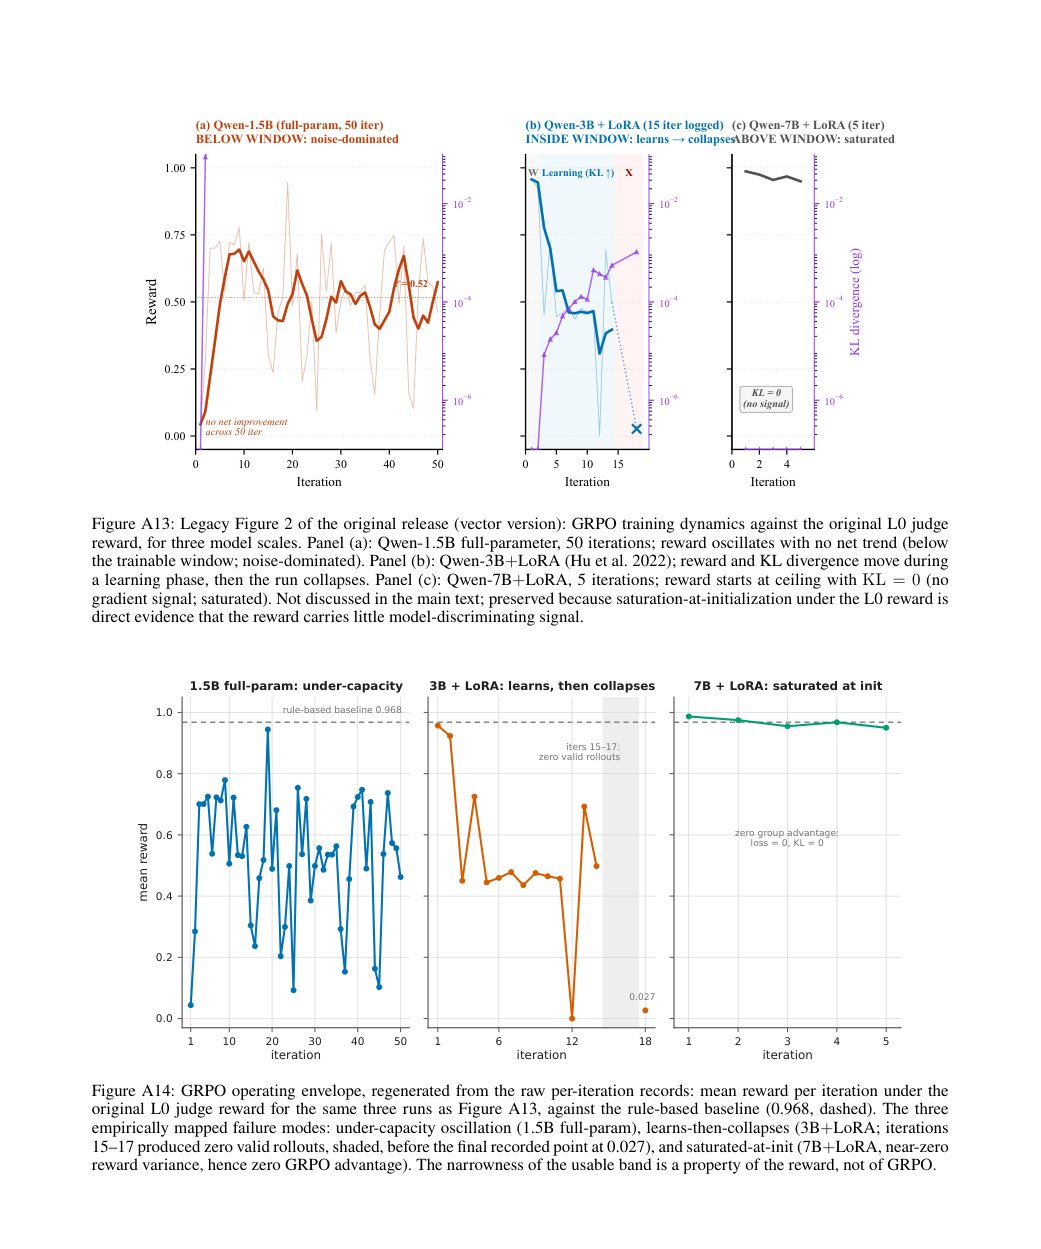 (a) Qwen-1.5B (full-param, 50 iter)
BELOW WINDOW: noise-dominated
(b) Qwen-3B + LoRA (15 iter logged)
INSIDE WINDOW: learns → collapses
(c) Qwen-7B + LoRA (5 iter)
ABOVE WINDOW: saturated
Reward
1.00
0.75
0.50
0.25
0.00
= 0.52
no net improvement
across 50 iter
10⁻²
10⁻⁴
10⁻⁶
0 10 20 30 40 50
Iteration
W Learning (KL ↑) X
10⁻²
10⁻⁴
10⁻⁶
0 5 10 15
Iteration
KL = 0
(no signal)
10⁻²
10⁻⁴
10⁻⁶
KL divergence (log)
0 2 4
Iteration
Figure A13: Legacy Figure 2 of the original release (vector version): GRPO training dynamics against the original L0 judge
reward, for three model scales. Panel (a): Qwen-1.5B full-parameter, 50 iterations; reward oscillates with no net trend (below
the trainable window; noise-dominated). Panel (b): Qwen-3B+LoRA (Hu et al. 2022); reward and KL divergence move during
a learning phase, then the run collapses. Panel (c): Qwen-7B+LoRA, 5 iterations; reward starts at ceiling with KL = 0 (no
gradient signal; saturated). Not discussed in the main text; preserved because saturation-at-initialization under the L0 reward is
direct evidence that the reward carries little model-discriminating signal.
1.5B full-param: under-capacity
3B + LoRA: learns, then collapses
7B + LoRA: saturated at init
mean reward
1.0
0.8
0.6
0.4
0.2
0.0
rule-based baseline 0.968
1 10 20 30 40 50
iteration
iters 15–17:
zero valid rollouts
0.027
1 6 12 18
iteration
zero group advantage:
loss = 0, KL = 0
1 2 3 4 5
iteration
Figure A14: GRPO operating envelope, regenerated from the raw per-iteration records: mean reward per iteration under the
original L0 judge reward for the same three runs as Figure A13, against the rule-based baseline (0.968, dashed). The three
empirically mapped failure modes: under-capacity oscillation (1.5B full-param), learns-then-collapses (3B+LoRA; iterations
15–17 produced zero valid rollouts, shaded, before the final recorded point at 0.027), and saturated-at-init (7B+LoRA, near-zero
reward variance, hence zero GRPO advantage). The narrowness of the usable band is a property of the reward, not of GRPO.